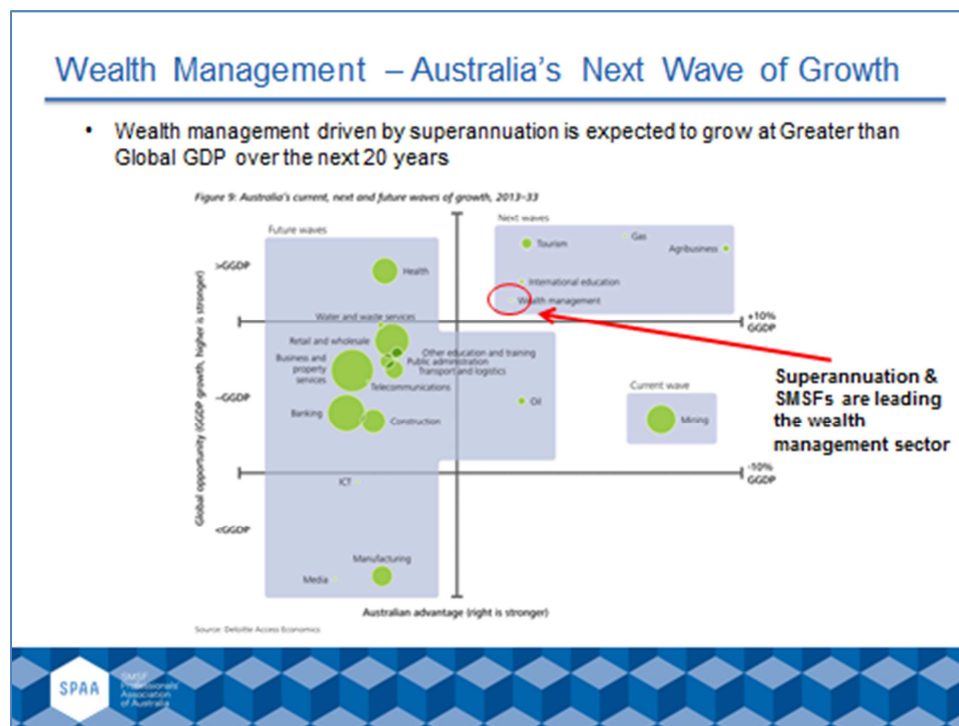 Wealth Management – Australia's Next Wave of Growth
• Wealth management driven by superannuation is expected to grow at Greater than
Global GDP over the next 20 years
Figure 9: Australia's current, next and future waves of growth, 2013–33
Future waves
Next waves
Tourism
Gas
Agribusiness
>GGDP
Health
International education
Wealth management
Water and waste services
+10%
GGDP
Retail and wholesale
Other education and training
Business and
property
services
Public administration
Transport and logistics
Telecommunications
~GGDP
Oil
Current wave
Banking
Construction
Mining
Superannuation &
SMSFs are leading
the wealth
management sector
-10%
GGDP
ICT
<GGDP
Manufacturing
Media
Global opportunity (GGDP growth, higher is stronger)
Australian advantage (right is stronger)
Source: Deloitte Access Economics
SPAA
SMSF
Professionals'
Association
of Australia